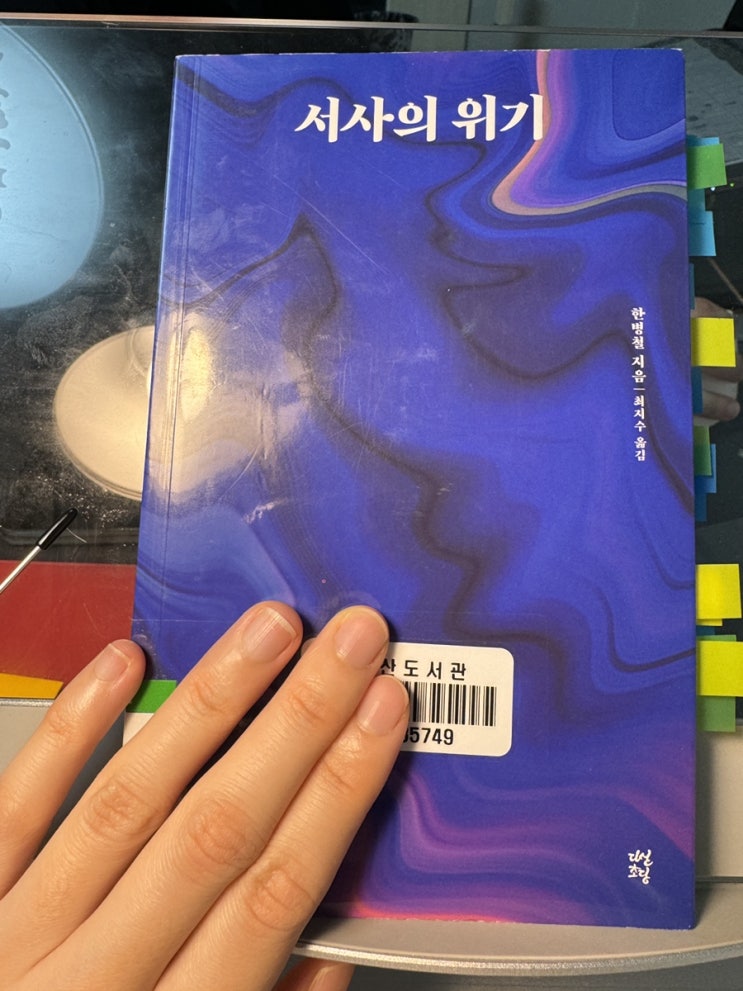 서사의 위기
한병철 지음 | 최지수 옮김
산도서관
5749
다산
초당